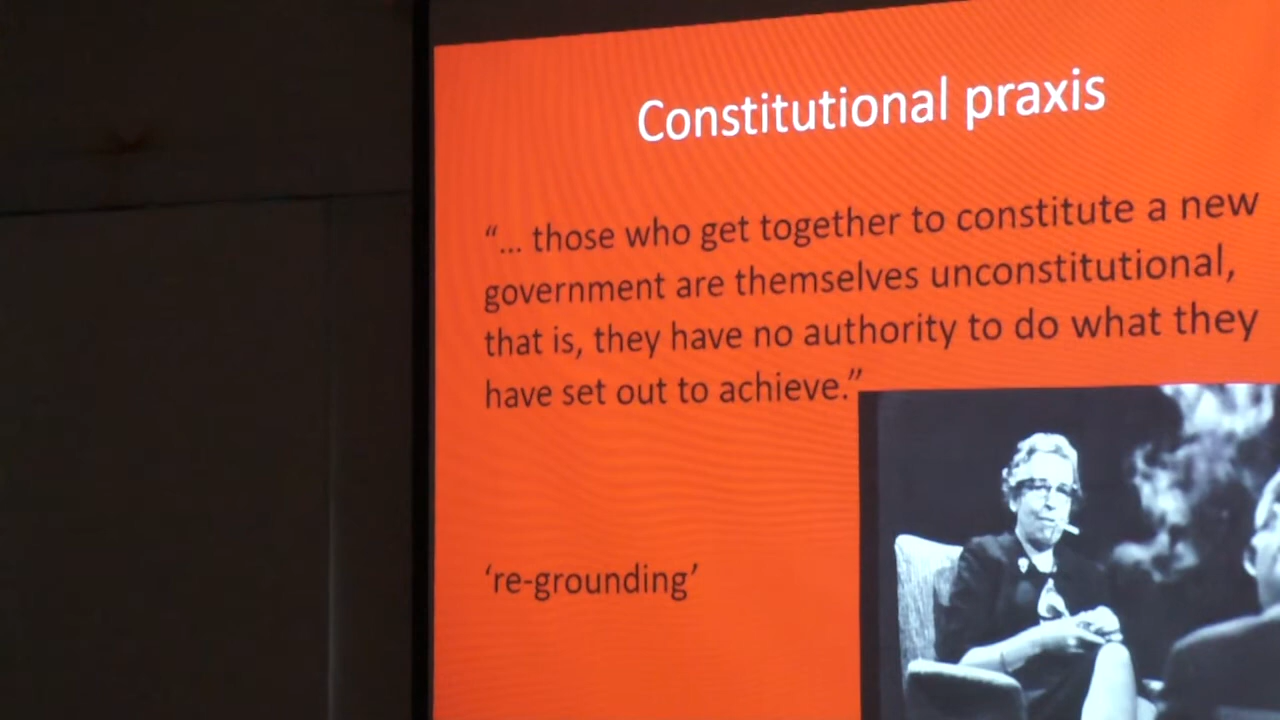 Constitutional praxis
“... those who get together to constitute a new
government are themselves unconstitutional,
that is, they have no authority to do what they
have set out to achieve.”
‘re-grounding’